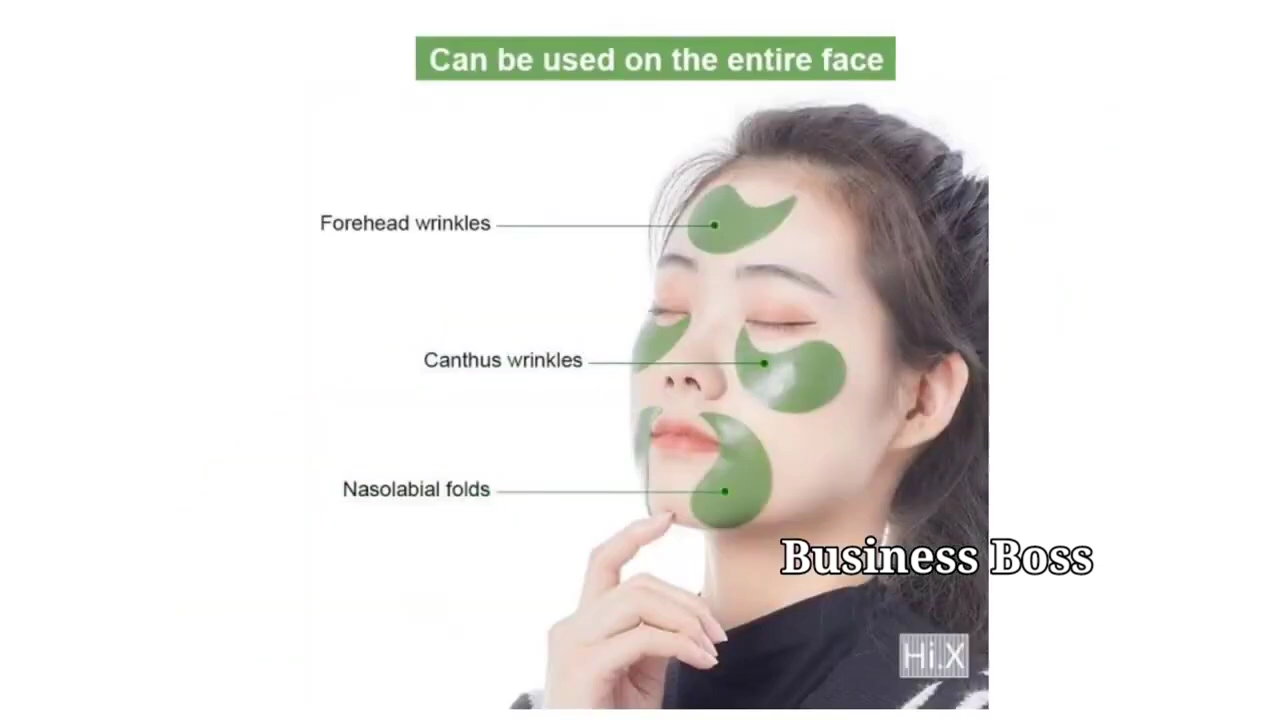 Can be used on the entire face
Forehead wrinkles
Canthus wrinkles
Nasolabial folds
Business Boss
Hi.X